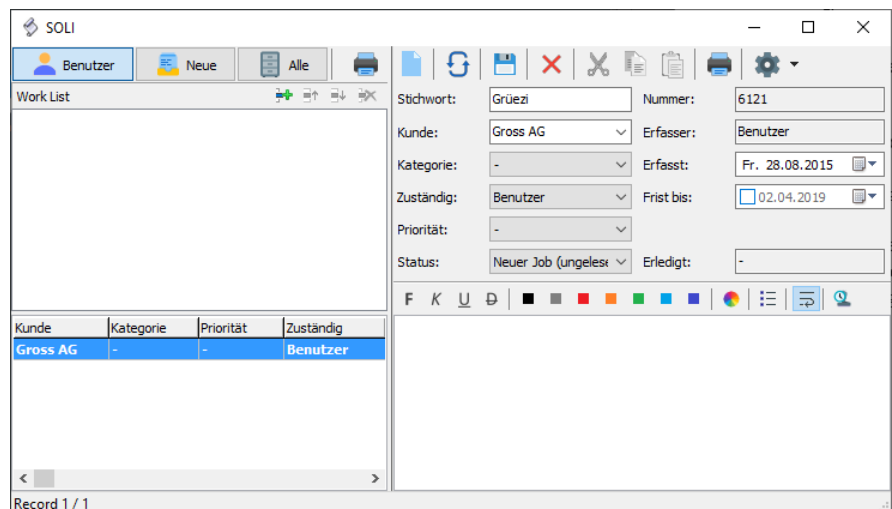 SOLI
Benutzer Neue Alle
Work List
Stichwort: Grüezi Nummer: 6121
Kunde: Gross AG Erfasser: Benutzer
Kategorie: - Erfasst: Fr. 28.08.2015
Zuständig: Benutzer Frist bis: 02.04.2019
Priorität: -
Status: Neuer Job (ungelese Erledigt: -
F K U D
Kunde Kategorie Priorität Zuständig
Gross AG - - Benutzer
Record 1 / 1